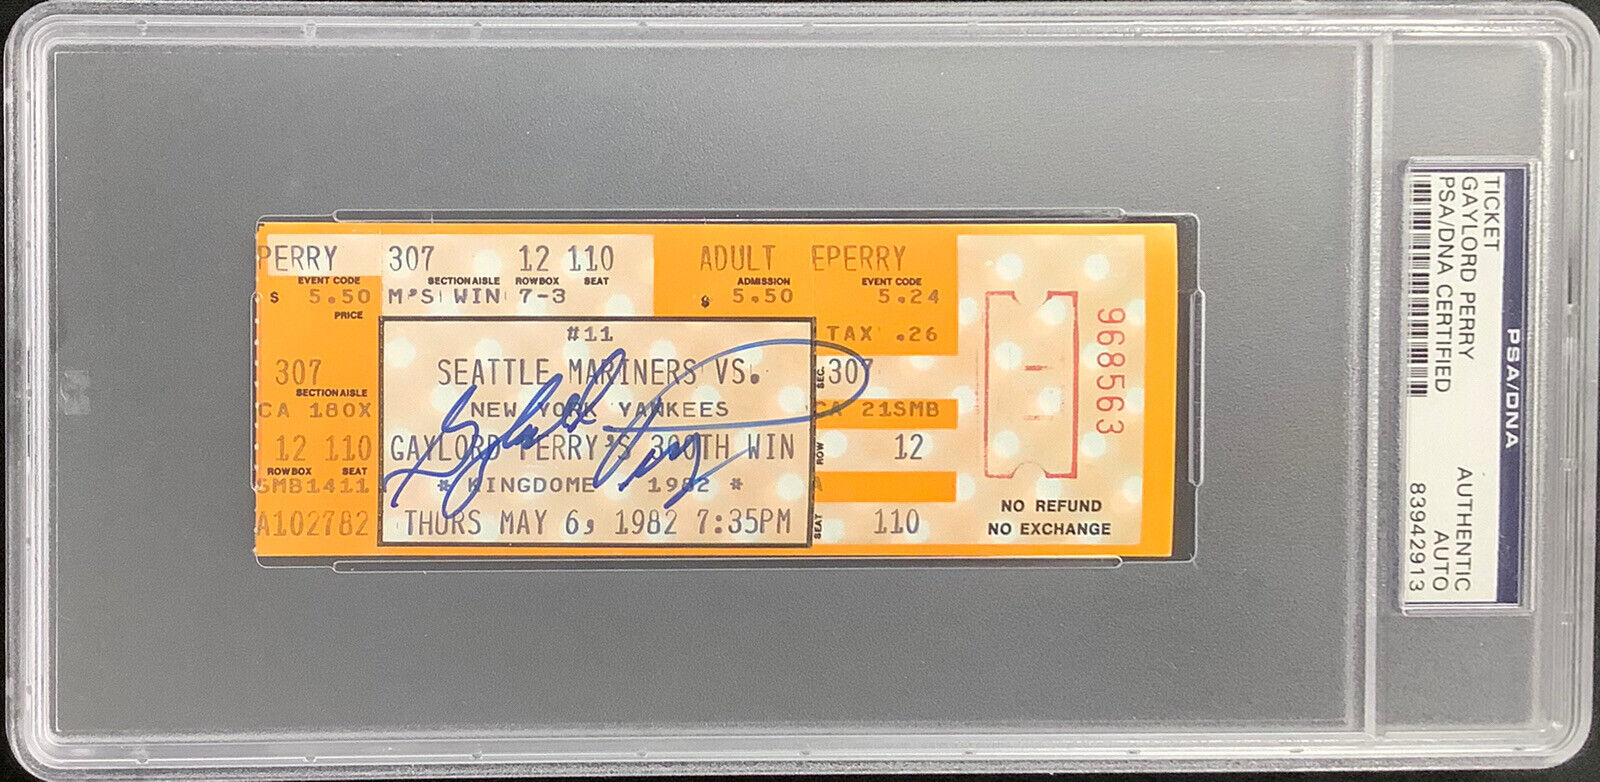 PERRY 307 12 110 ADULT EPERRY
EVENT CODE SECTION/AISLE ROW/BOX SEAT ADMISSION EVENT CODE
$ 5.50 M'S WIN 7-3 $ 5.50 5.24
PRICE
TAX .26
#11
SEATTLE MARINERS VS.
NEW YORK YANKEES
GAYLORD PERRY'S 300TH WIN
* KINGDOME 1982 *
THURS MAY 6, 1982 7:35PM
307
SECTION/AISLE
CA 180X
12 110
ROW/BOX SEAT
SMB1411
A102782
Gaylord Perry
SEC. 307
CA 21SMB
ROW 12
A
SEAT 110
968563
NO REFUND
NO EXCHANGE
TICKET
GAYLORD PERRY
PSA/DNA CERTIFIED
AUTHENTIC
AUTO
83942913
PSA/DNA